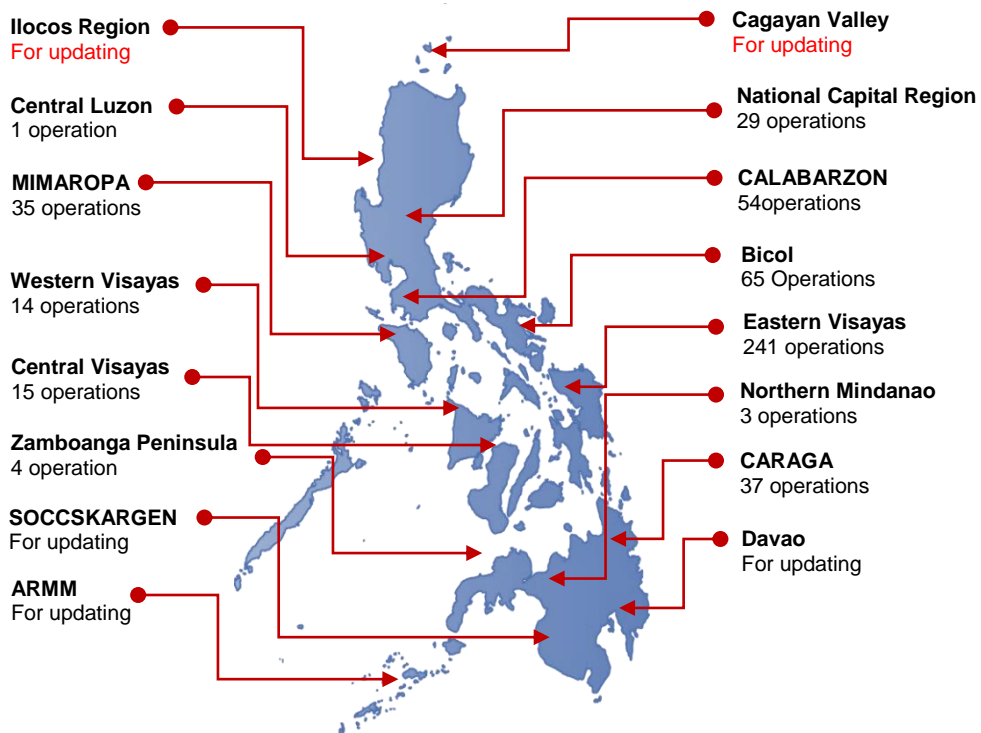 Ilocos Region
For updating
Central Luzon
1 operation
MIMAROPA
35 operations
Western Visayas
14 operations
Central Visayas
15 operations
Zamboanga Peninsula
4 operation
SOCCSKARGEN
For updating
ARMM
For updating
Cagayan Valley
For updating
National Capital Region
29 operations
CALABARZON
54operations
Bicol
65 Operations
Eastern Visayas
241 operations
Northern Mindanao
3 operations
CARAGA
37 operations
Davao
For updating